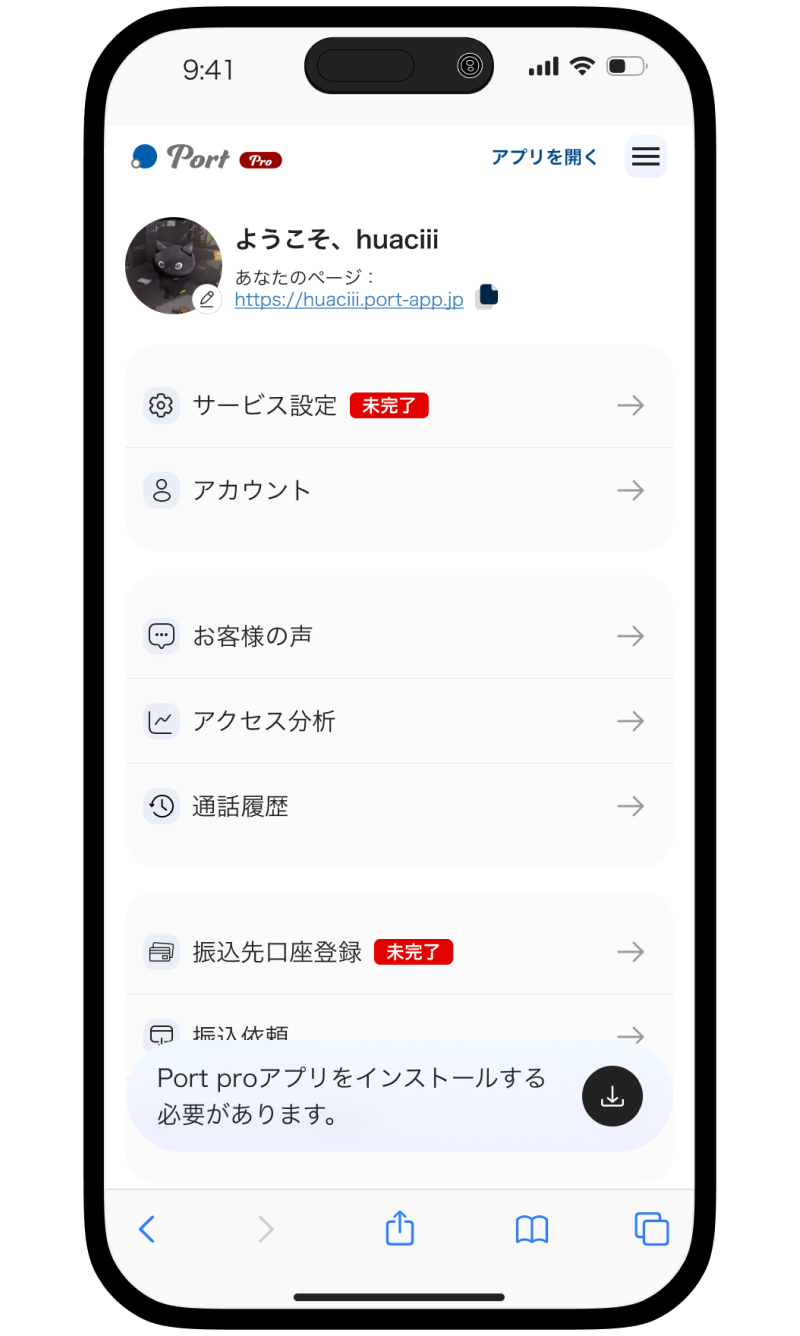 9:41
Port Pro
アプリを開く
ようこそ、huaciii
あなたのページ：
https://huaciii.port-app.jp
サービス設定 未完了
アカウント
お客様の声
アクセス分析
通話履歴
振込先口座登録 未完了
振込依頼
Port proアプリをインストールする
必要があります。